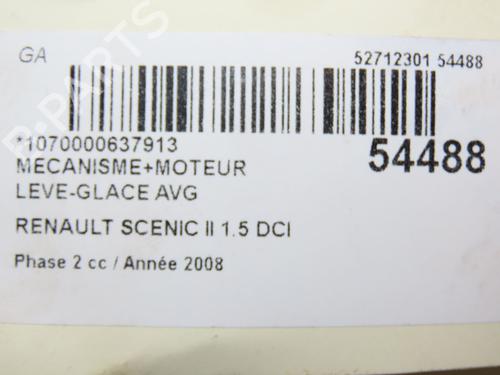 GA
52712301 54488
*1070000637913
54488
MECANISME+MOTEUR
LEVE-GLACE AVG
RENAULT SCENIC II 1.5 DCI
Phase 2 cc / Année 2008
B-PARTS